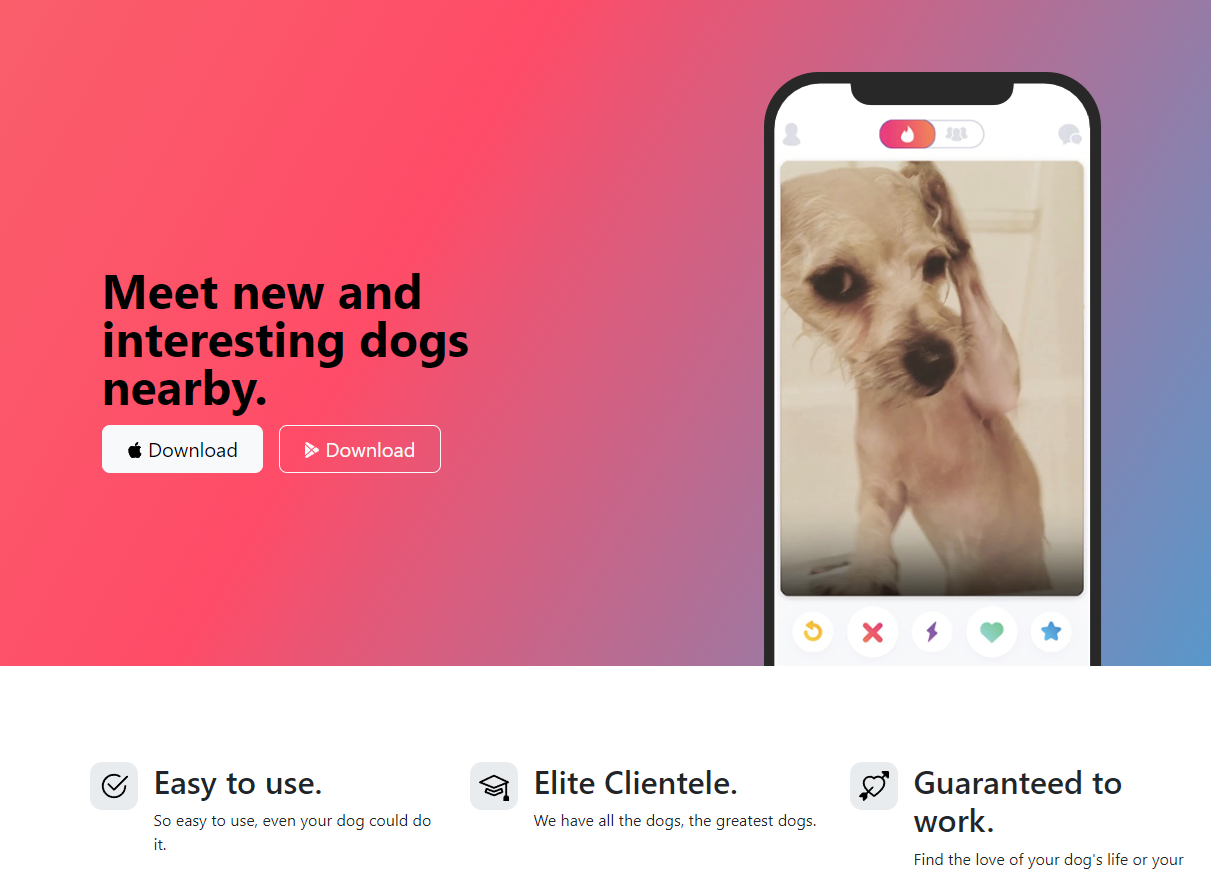 Meet new and
interesting dogs
nearby.
Download
Download
Easy to use.
So easy to use, even your dog could do
it.
Elite Clientele.
We have all the dogs, the greatest dogs.
Guaranteed to
work.
Find the love of your dog's life or your